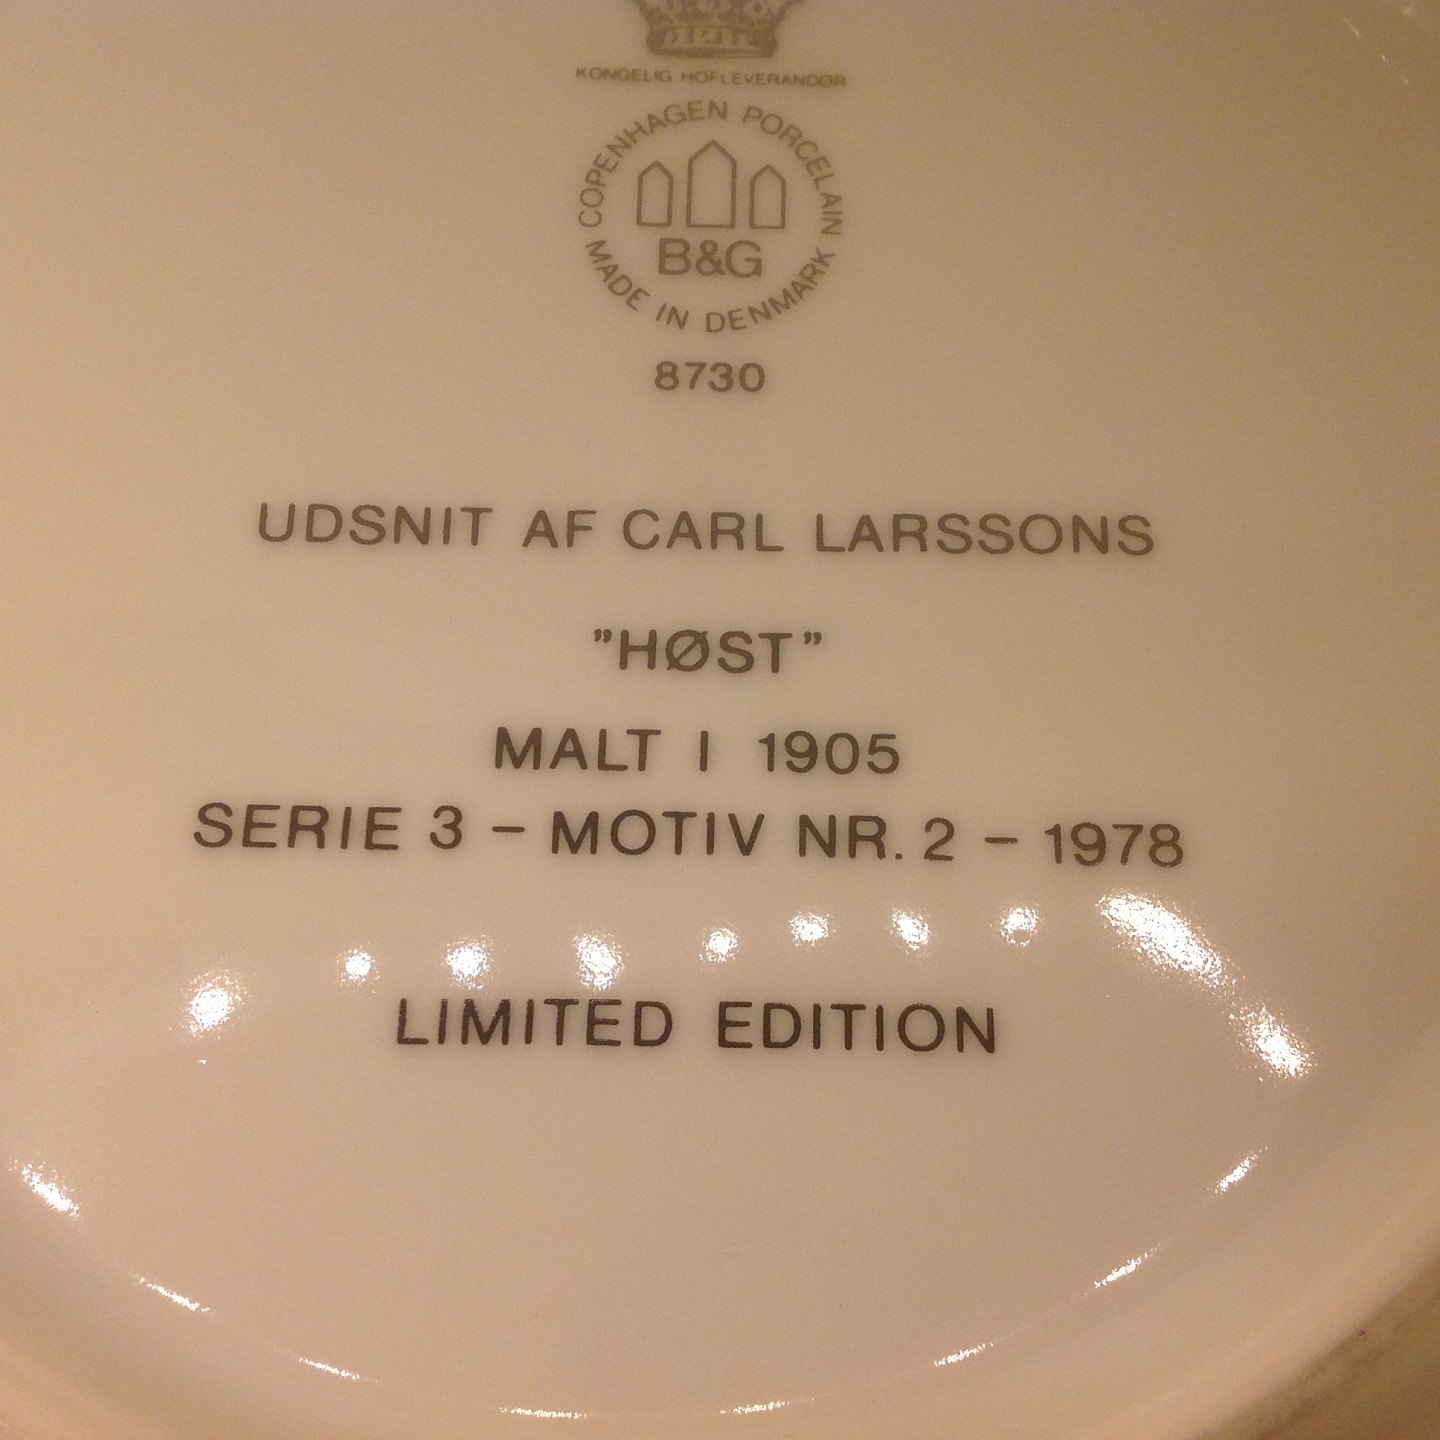 KONGELIG HOFLEVERANDØR
COPENHAGEN PORCELAIN
B&G
MADE IN DENMARK
8730
UDSNIT AF CARL LARSSONS
”HØST”
MALT I 1905
SERIE 3 – MOTIV NR. 2 – 1978
LIMITED EDITION